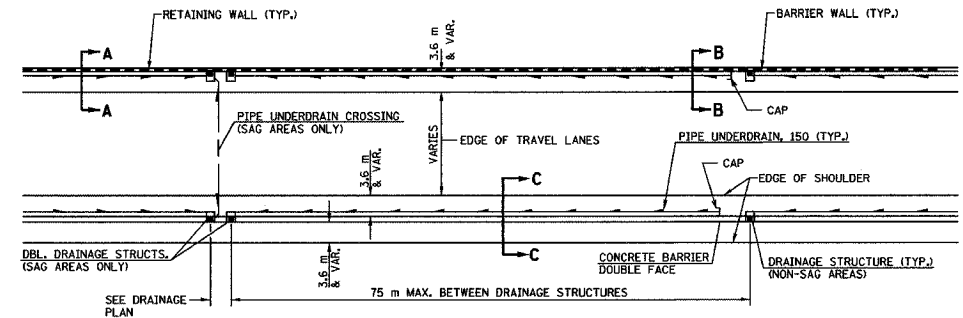 RETAINING WALL (TYP.)
BARRIER WALL (TYP.)
3.6 m
& VAR.
A
B
A
B
CAP
PIPE UNDERDRAIN CROSSING
(SAG AREAS ONLY)
VARIES
EDGE OF TRAVEL LANES
PIPE UNDERDRAIN, 150 (TYP.)
3.6 m
& VAR.
CAP
C
EDGE OF SHOULDER
DBL. DRAINAGE STRUCTS.
(SAG AREAS ONLY)
3.6 m
& VAR.
C
CONCRETE BARRIER
DOUBLE FACE
DRAINAGE STRUCTURE (TYP.)
(NON-SAG AREAS)
SEE DRAINAGE
PLAN
75 m MAX. BETWEEN DRAINAGE STRUCTURES